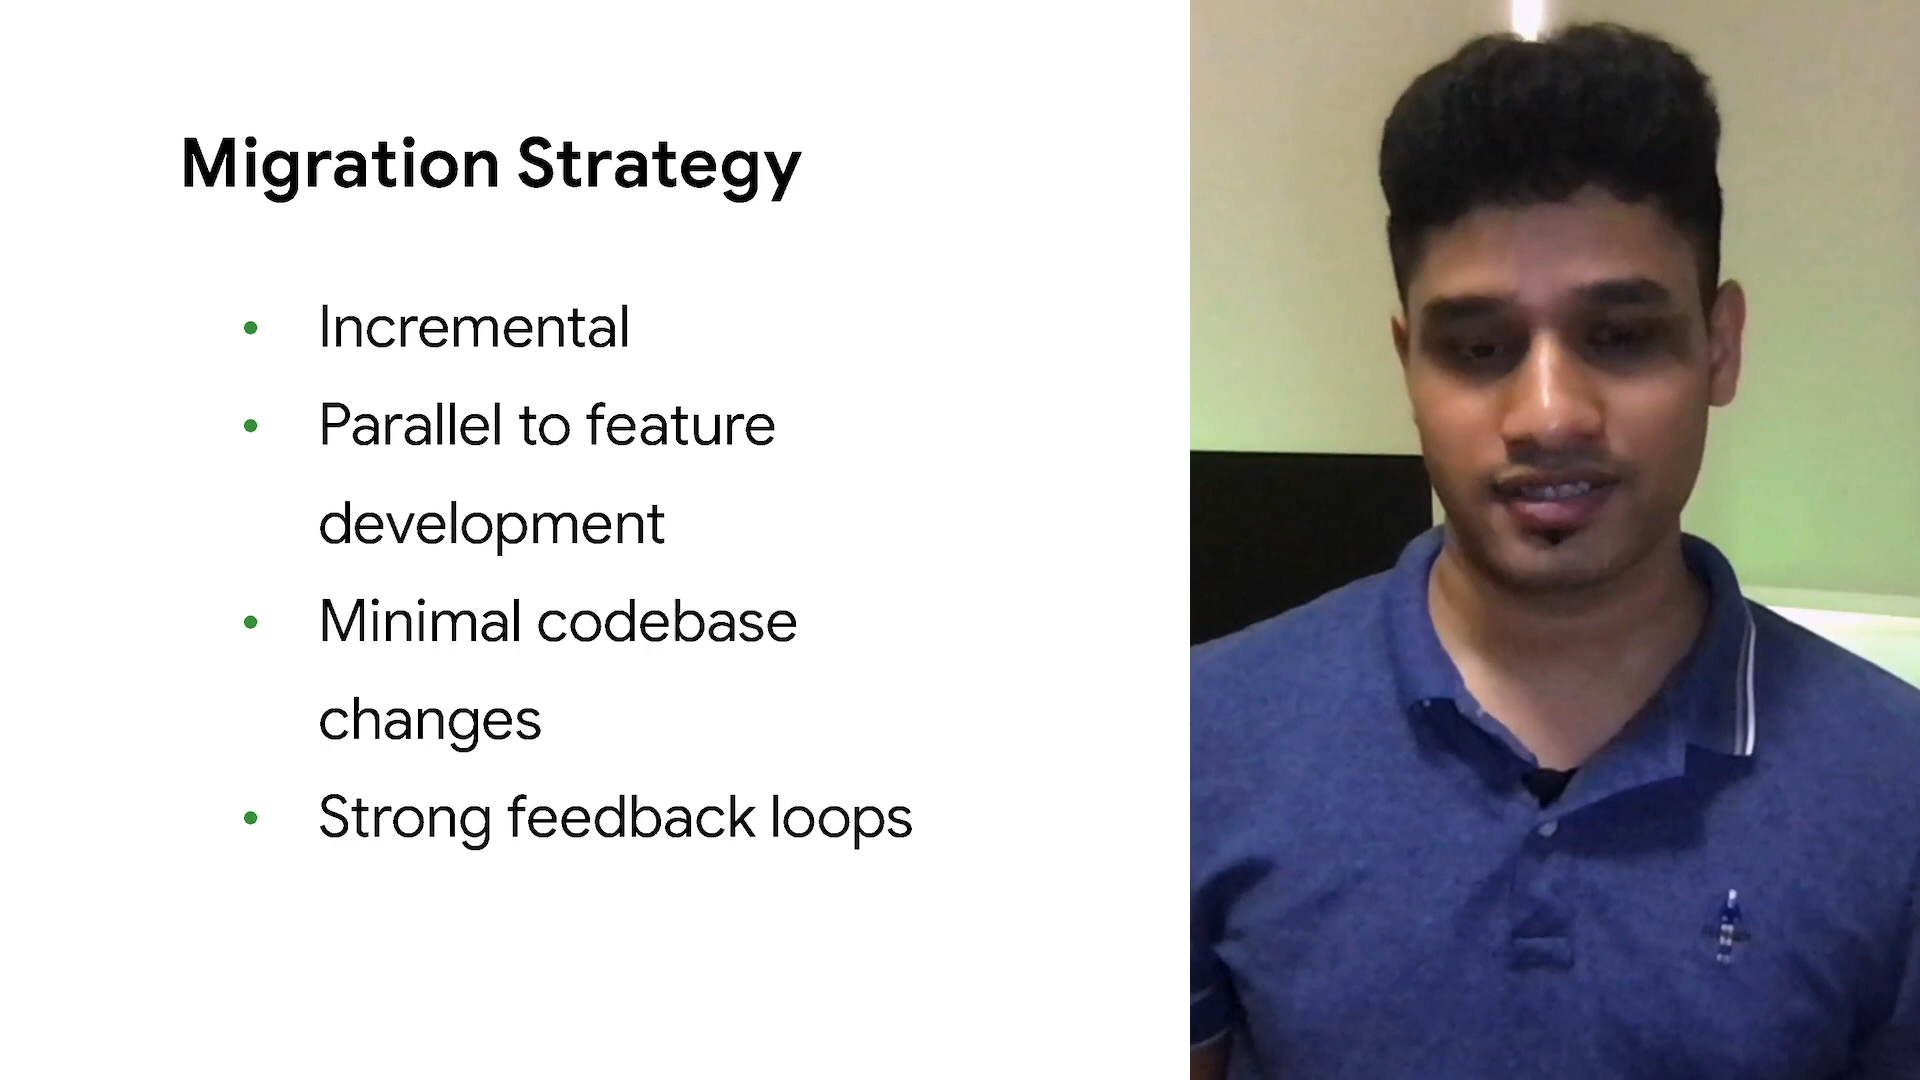 Migration Strategy
• Incremental
• Parallel to feature
development
• Minimal codebase
changes
• Strong feedback loops